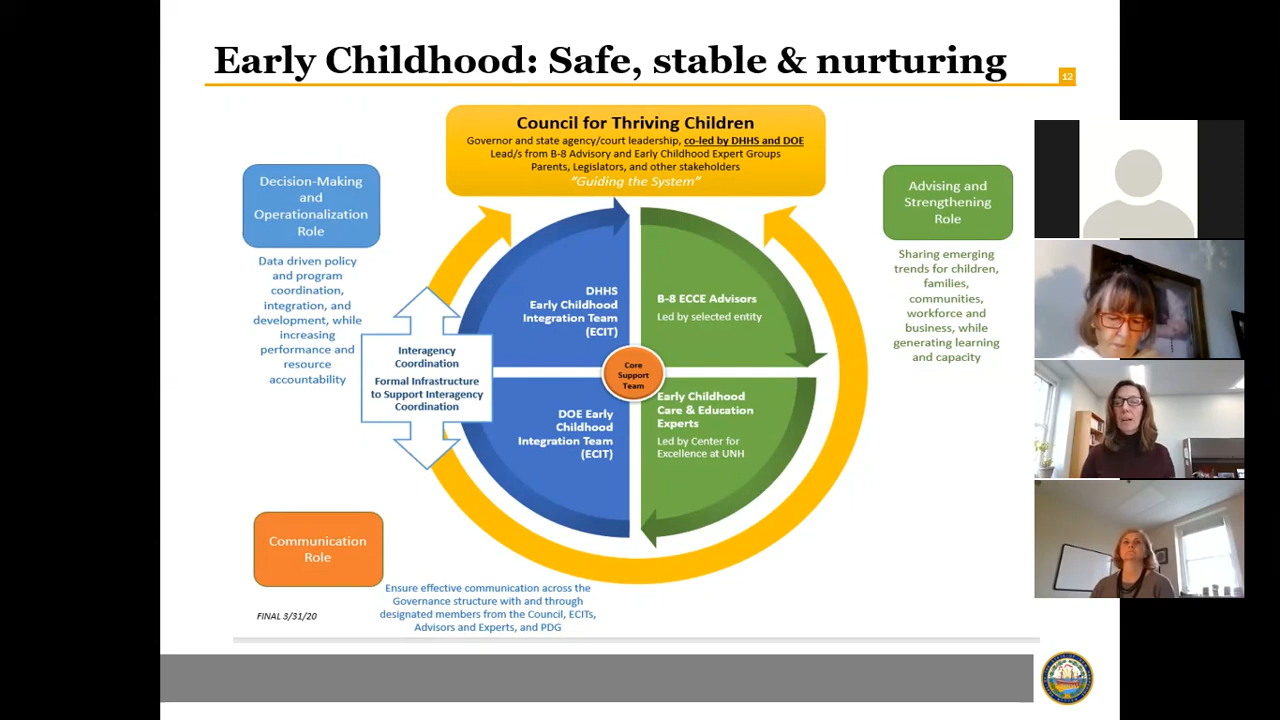 Early Childhood: Safe, stable & nurturing
12
Council for Thriving Children
Governor and state agency/court leadership, co-led by DHHS and DOE
Lead/s from B-8 Advisory and Early Childhood Expert Groups
Parents, Legislators, and other stakeholders
“Guiding the System”
Decision-Making
and
Operationalization
Role
Data driven policy
and program
coordination,
integration, and
development, while
increasing
performance and
resource
accountability
Interagency
Coordination
Formal Infrastructure
to Support Interagency
Coordination
DHHS
Early Childhood
Integration Team
(ECIT)
B-8 ECCE Advisors
Led by selected entity
Core
Support
Team
DOE Early
Childhood
Integration Team
(ECIT)
Early Childhood
Care & Education
Experts
Led by Center for
Excellence at UNH
Advising and
Strengthening
Role
Sharing emerging
trends for children,
families,
communities,
workforce and
business, while
generating learning
and capacity
Communication
Role
Ensure effective communication across the
Governance structure with and through
designated members from the Council, ECITs,
Advisors and Experts, and PDG
FINAL 3/31/20